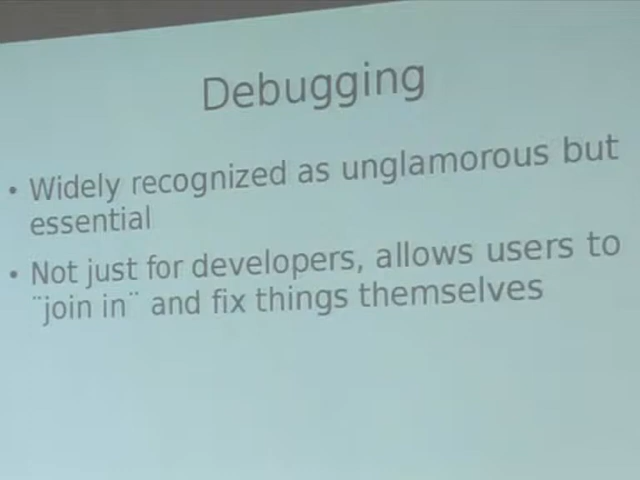 Debugging
• Widely recognized as unglamorous but
essential
• Not just for developers, allows users to
¨join in¨ and fix things themselves